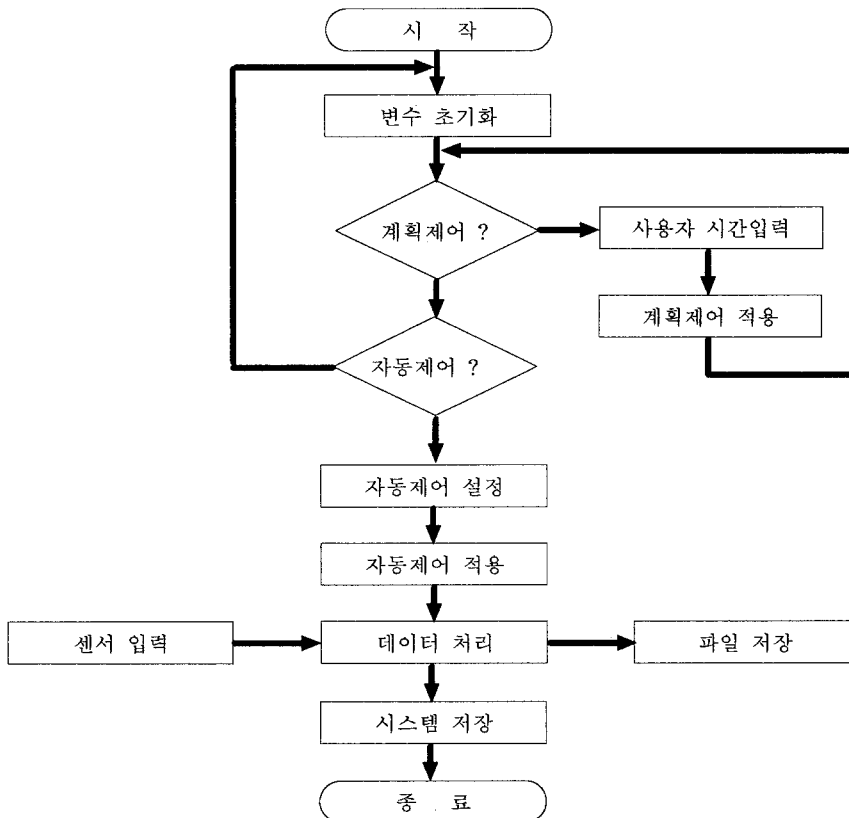 시 작
변수 초기화
계획제어 ?
사용자 시간입력
계획제어 적용
자동제어 ?
자동제어 설정
자동제어 적용
센서 입력
데이터 처리
파일 저장
시스템 저장
종 료